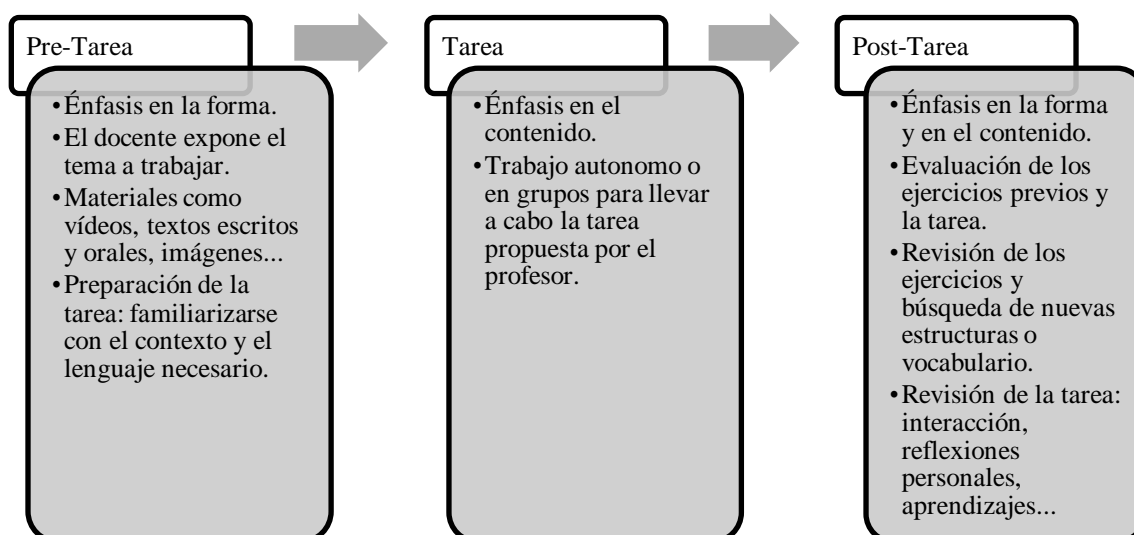 Pre-Tarea
•Énfasis en la forma.
•El docente expone el
tema a trabajar.
•Materiales como
vídeos, textos escritos
y orales, imágenes...
•Preparación de la
tarea: familiarizarse
con el contexto y el
lenguaje necesario.
Tarea
•Énfasis en el
contenido.
•Trabajo autonomo o
en grupos para llevar
a cabo la tarea
propuesta por el
profesor.
Post-Tarea
•Énfasis en la forma
y en el contenido.
•Evaluación de los
ejercicios previos y
la tarea.
•Revisión de los
ejercicios y
búsqueda de nuevas
estructuras o
vocabulario.
•Revisión de la tarea:
interacción,
reflexiones
personales,
aprendizajes...